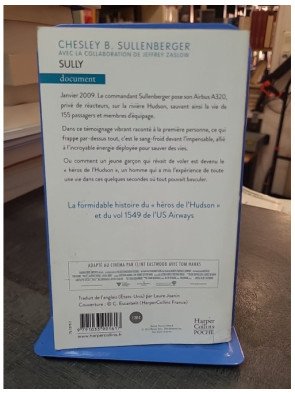 CHESLEY B. SULLENBERGER
AVEC LA COLLABORATION DE JEFFREY ZASLOW
SULLY
document
Janvier 2009. Le commandant Sullenberger pose son Airbus A320,
privé de réacteurs, sur la rivière Hudson, sauvant ainsi la vie de
155 passagers et membres d'équipage.
Dans ce témoignage vibrant raconté à la première personne, ce qui
frappe par-dessus tout, c'est le sang-froid devant l'impensable, allié
à l'incroyable énergie déployée pour sauver des vies.
Ou comment un jeune garçon qui rêvait de voler est devenu le
« héros de l'Hudson », un homme qui a mis l'expérience de toute
une vie dans ces quelques secondes où tout pouvait basculer.
La formidable histoire du « héros de l'Hudson »
et du vol 1549 de l'US Airways
ADAPTÉ AU CINÉMA PAR CLINT EASTWOOD AVEC TOM HANKS
Traduit de l'anglais (États-Unis) par Laure Joanin
Couverture : © C. Escarbelt (HarperCollins France)
www.harpercollins.fr
Harper
Collins
POCHE